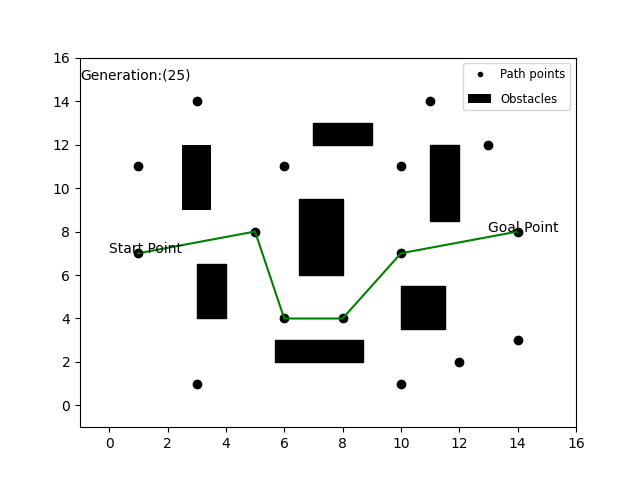 16
Generation:(25)
Path points
14
Obstacles
12
10
8
Goal Point
Start Point
6
4
2
0
0 2 4 6 8 10 12 14 16